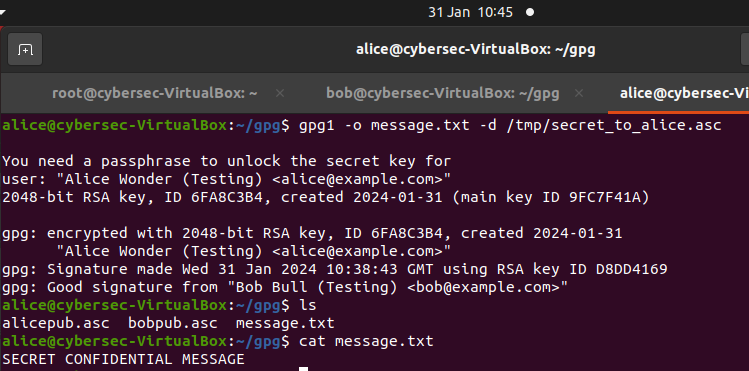 31 Jan 10:45
alice@cybersec-VirtualBox: ~/gpg
root@cybersec-VirtualBox: ~ × bob@cybersec-VirtualBox: ~/gpg × alice@cybersec-Vi
alice@cybersec-VirtualBox:~/gpg$ gpg1 -o message.txt -d /tmp/secret_to_alice.asc
You need a passphrase to unlock the secret key for
user: "Alice Wonder (Testing) <alice@example.com>"
2048-bit RSA key, ID 6FA8C3B4, created 2024-01-31 (main key ID 9FC7F41A)
gpg: encrypted with 2048-bit RSA key, ID 6FA8C3B4, created 2024-01-31
"Alice Wonder (Testing) <alice@example.com>"
gpg: Signature made Wed 31 Jan 2024 10:38:43 GMT using RSA key ID D8DD4169
gpg: Good signature from "Bob Bull (Testing) <bob@example.com>"
alice@cybersec-VirtualBox:~/gpg$ ls
alicepub.asc bobpub.asc message.txt
alice@cybersec-VirtualBox:~/gpg$ cat message.txt
SECRET CONFIDENTIAL MESSAGE